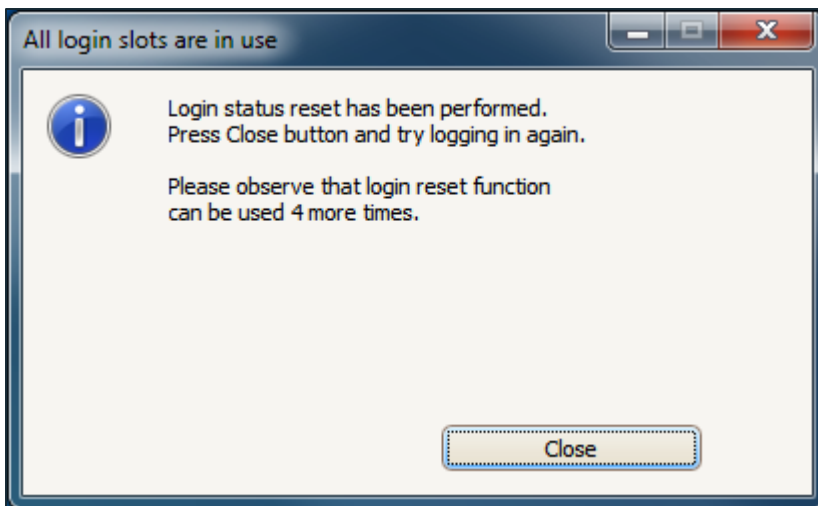 All login slots are in use
Login status reset has been performed.
Press Close button and try logging in again.
Please observe that login reset function
can be used 4 more times.
Close